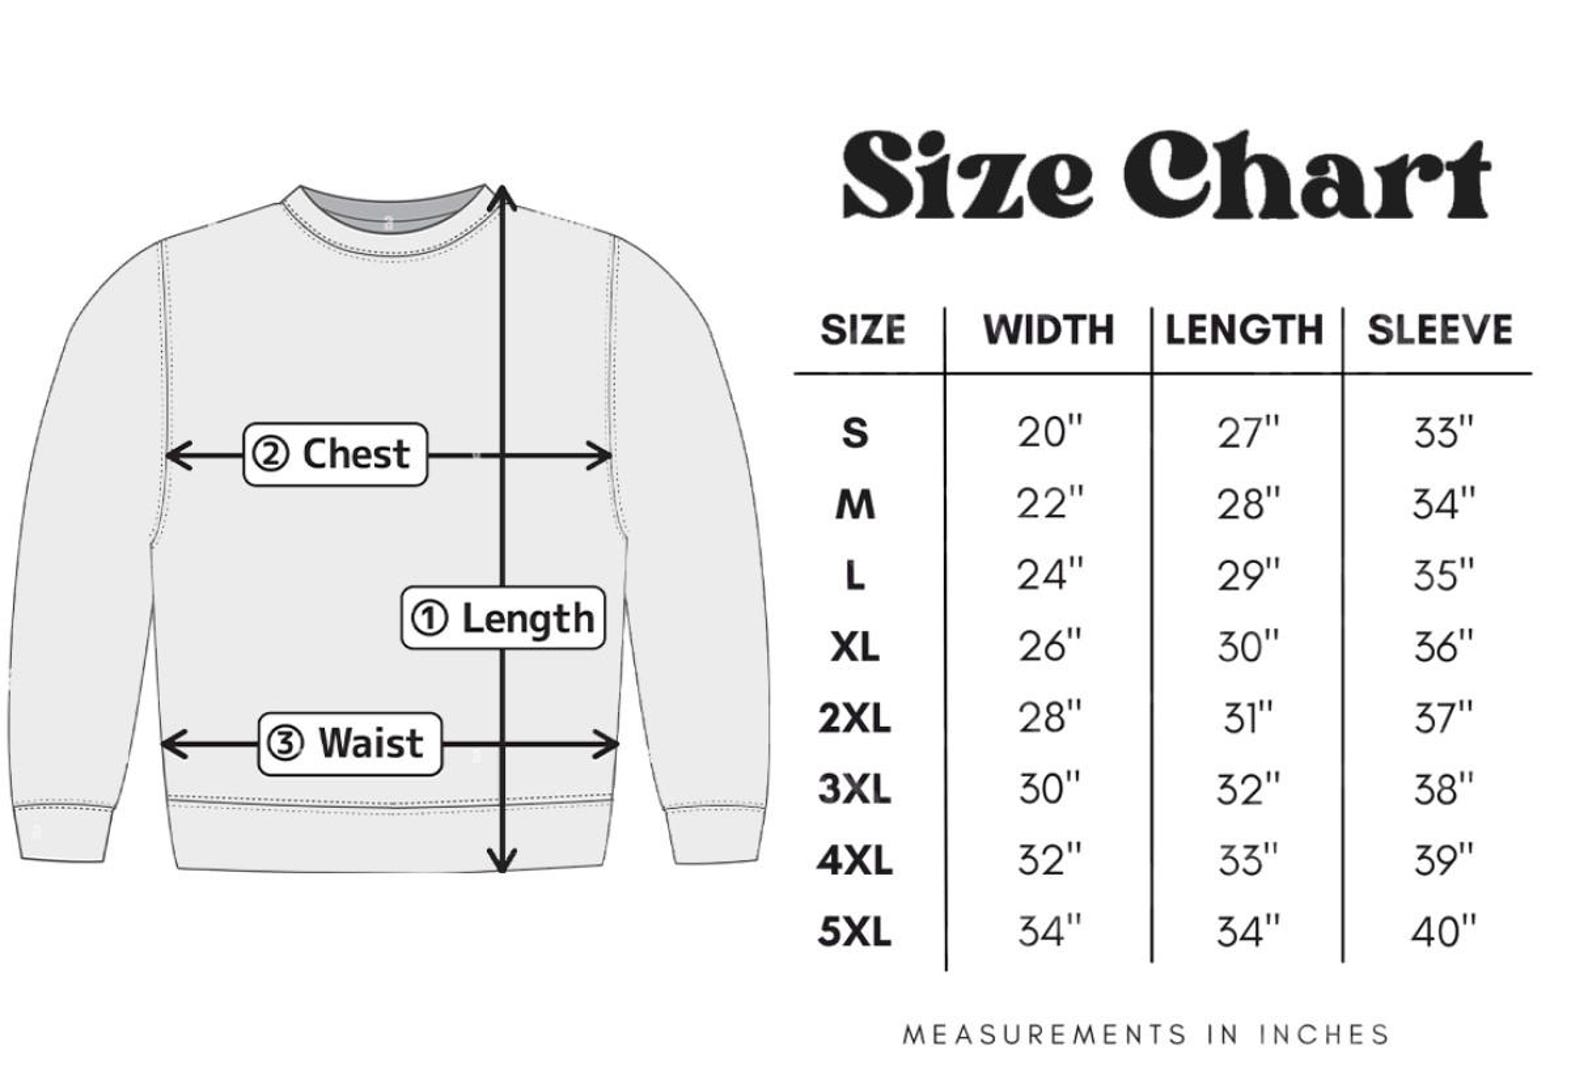 Size Chart
② Chest
① Length
③ Waist
SIZE WIDTH LENGTH SLEEVE
S 20" 27" 33"
M 22" 28" 34"
L 24" 29" 35"
XL 26" 30" 36"
2XL 28" 31" 37"
3XL 30" 32" 38"
4XL 32" 33" 39"
5XL 34" 34" 40"
MEASUREMENTS IN INCHES